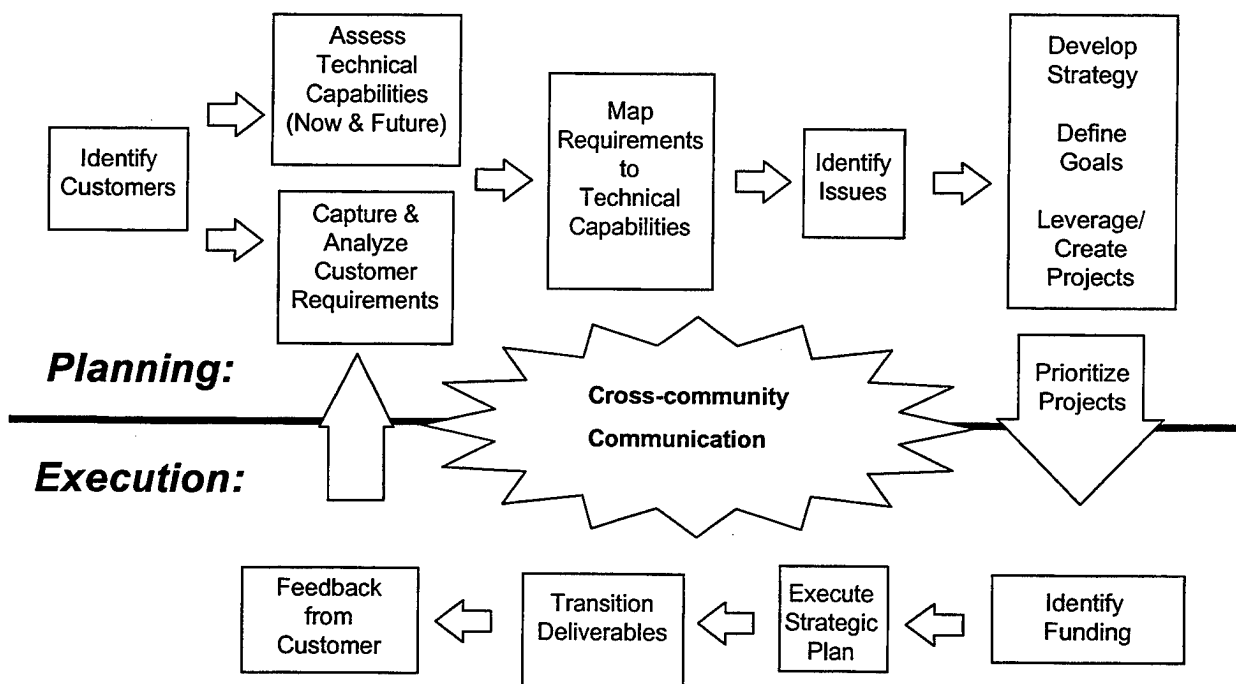 Identify
Customers
Assess
Technical
Capabilities
(Now & Future)
Capture &
Analyze
Customer
Requirements
Map
Requirements
to
Technical
Capabilities
Identify
Issues
Develop
Strategy
Define
Goals
Leverage/
Create
Projects
Planning:
Cross-community
Communication
Prioritize
Projects
Execution:
Feedback
from
Customer
Transition
Deliverables
Execute
Strategic
Plan
Identify
Funding